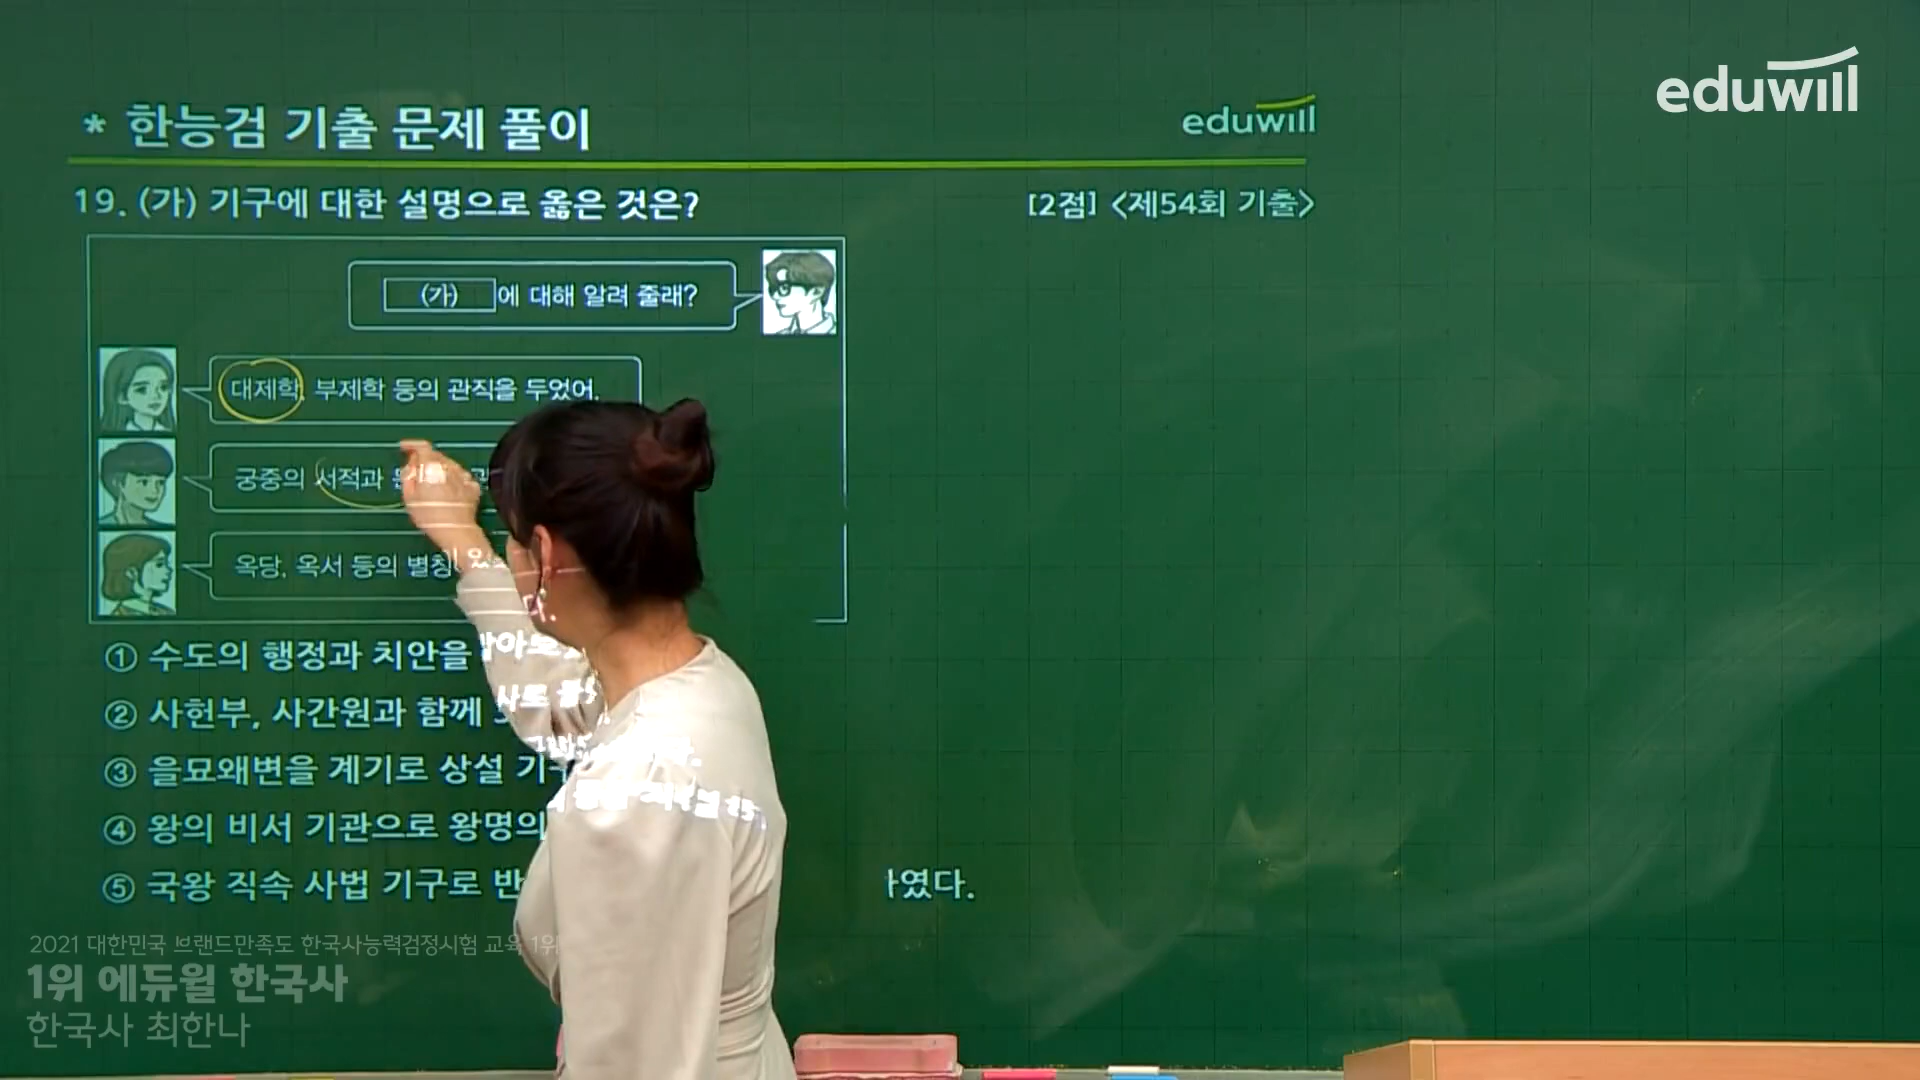 eduwill
* 한능검 기출 문제 풀이
eduwill
19. (가) 기구에 대한 설명으로 옳은 것은?
[2점] <제54회 기출>
(가)에 대해 알려 줄래?
대제학, 부제학 등의 관직을 두었어.
궁중의 서적과
옥당, 옥서 등의 별칭이 있
① 수도의 행정과 치안을 맡아보
② 사헌부, 사간원과 함께
③ 을묘왜변을 계기로 상설 기구
④ 왕의 비서 기관으로 왕명의
⑤ 국왕 직속 사법 기구로 반 하였다.
2021 대한민국 브랜드만족도 한국사능력검정시험 교육 1위
1위 에듀윌 한국사
한국사 최한나